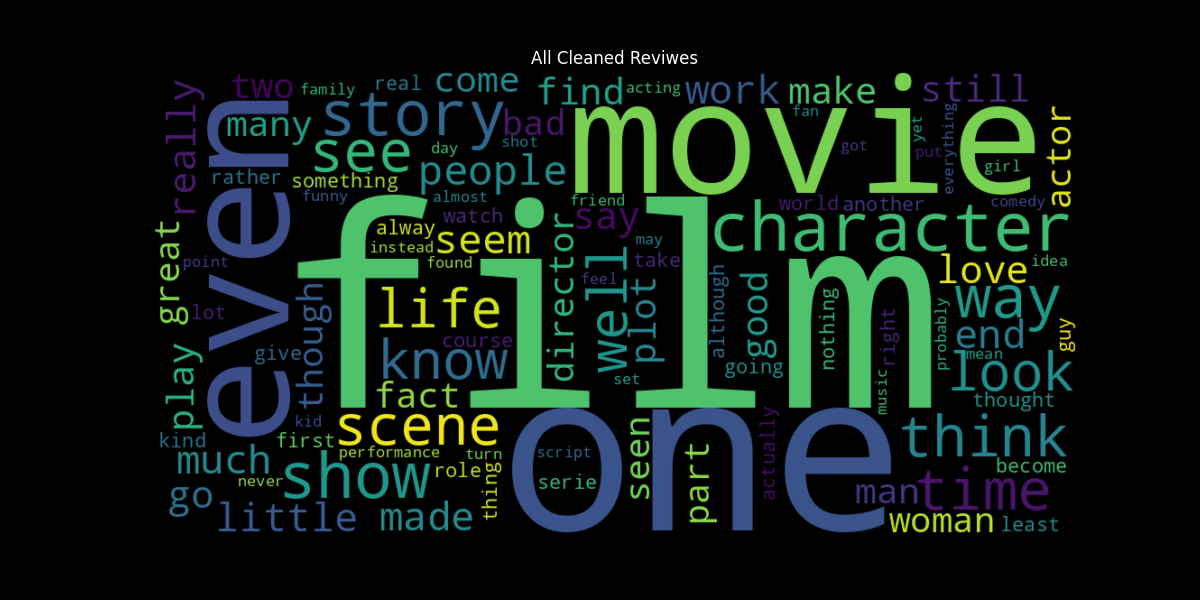 All Cleaned Reviwes
two
family
real
come
find
acting
work
make
still
really
even
many
story
bad
movie
fan
yet
everything
actor
see
day
shot
got
put
girl
rather
something
people
funny
almost
friend
world
another
comedy
great
film
alway
watch
seem
say
character
instead
may
point
found
director
well
feel
take
although
love
idea
lot
though
life
plot
good
nothing
right
probably
way
guy
give
course
know
end
mean
play
set
going
look
fact
music
thought
kid
scene
one
seen
actually
think
kind
first
performance
turn
script
part
much
never
show
role
thing
serie
become
go
man
time
little
made
woman
least